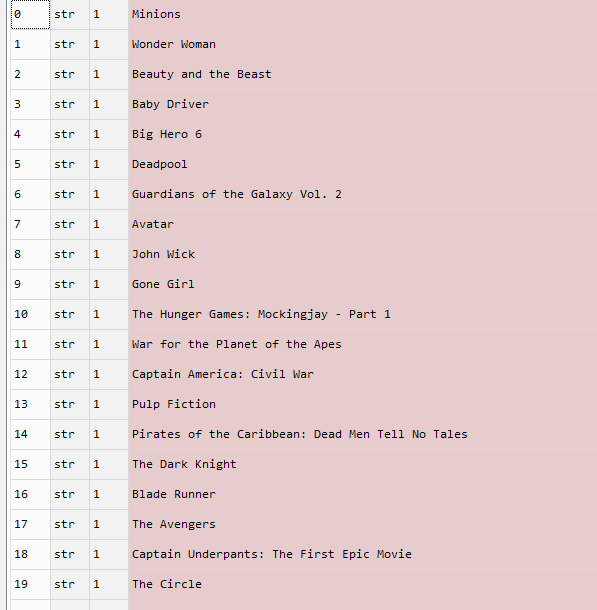 0 str 1 Minions
1 str 1 Wonder Woman
2 str 1 Beauty and the Beast
3 str 1 Baby Driver
4 str 1 Big Hero 6
5 str 1 Deadpool
6 str 1 Guardians of the Galaxy Vol. 2
7 str 1 Avatar
8 str 1 John Wick
9 str 1 Gone Girl
10 str 1 The Hunger Games: Mockingjay - Part 1
11 str 1 War for the Planet of the Apes
12 str 1 Captain America: Civil War
13 str 1 Pulp Fiction
14 str 1 Pirates of the Caribbean: Dead Men Tell No Tales
15 str 1 The Dark Knight
16 str 1 Blade Runner
17 str 1 The Avengers
18 str 1 Captain Underpants: The First Epic Movie
19 str 1 The Circle